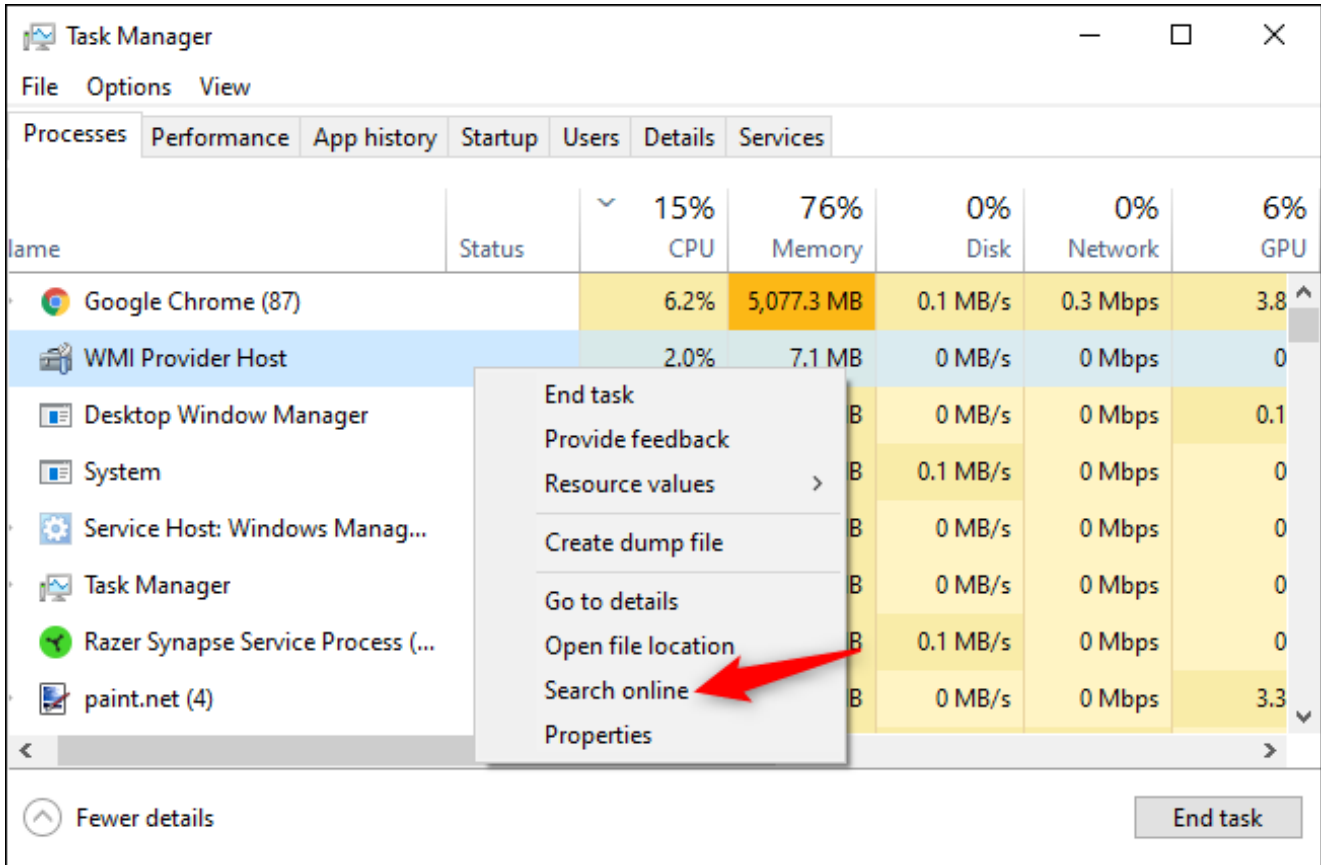 Task Manager
File Options View
Processes Performance App history Startup Users Details Services
15% 76% 0% 0% 6%
lame Status CPU Memory Disk Network GPU
Google Chrome (87) 6.2% 5,077.3 MB 0.1 MB/s 0.3 Mbps 3.8
WMI Provider Host 2.0% 7.1 MB 0 MB/s 0 Mbps 0
End task
Desktop Window Manager B 0 MB/s 0 Mbps 0.1
Provide feedback
System B 0.1 MB/s 0 Mbps 0
Resource values
Service Host: Windows Manag... B 0 MB/s 0 Mbps 0
Create dump file
Task Manager B 0 MB/s 0 Mbps 0
Go to details
Razer Synapse Service Process (... B 0.1 MB/s 0 Mbps 0
Open file location
Search online
paint.net (4) B 0 MB/s 0 Mbps 3.3
Properties
Fewer details End task